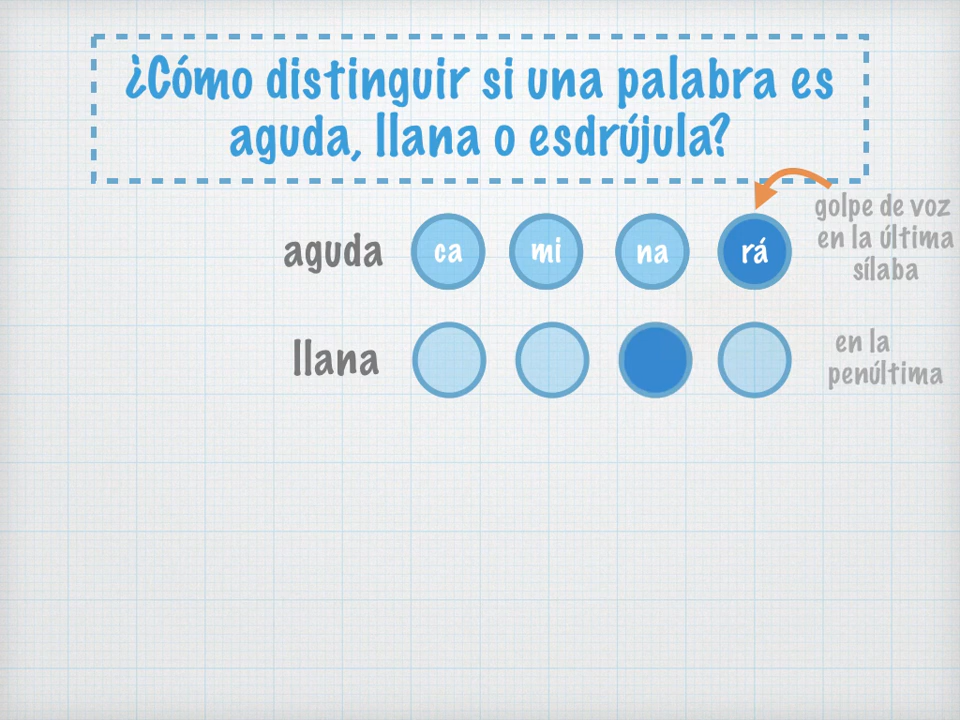 ¿Cómo distinguir si una palabra es
aguda, llana o esdrújula?
aguda ca mi na rá
golpe de voz
en la última
sílaba
llana
en la
penúltima